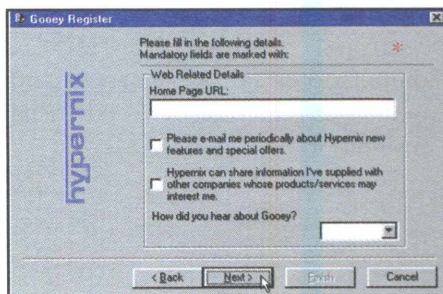 Gooey Register
Please fill in the following details.
Mandatory fields are marked with: *
hypernix
Web Related Details
Home Page URL:
Please e-mail me periodically about Hypernix new
features and special offers.
Hypernix can share information I've supplied with
other companies whose products/services may
interest me.
How did you hear about Gooey?
< Back
Next >
Finish
Cancel